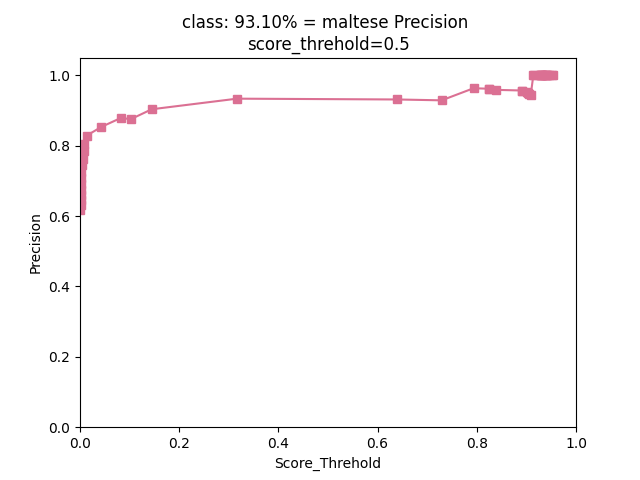 class: 93.10% = maltese Precision
score_threhold=0.5
1.0
0.8
0.6
0.4
0.2
0.0
Precision
0.0 0.2 0.4 0.6 0.8 1.0
Score_Threhold